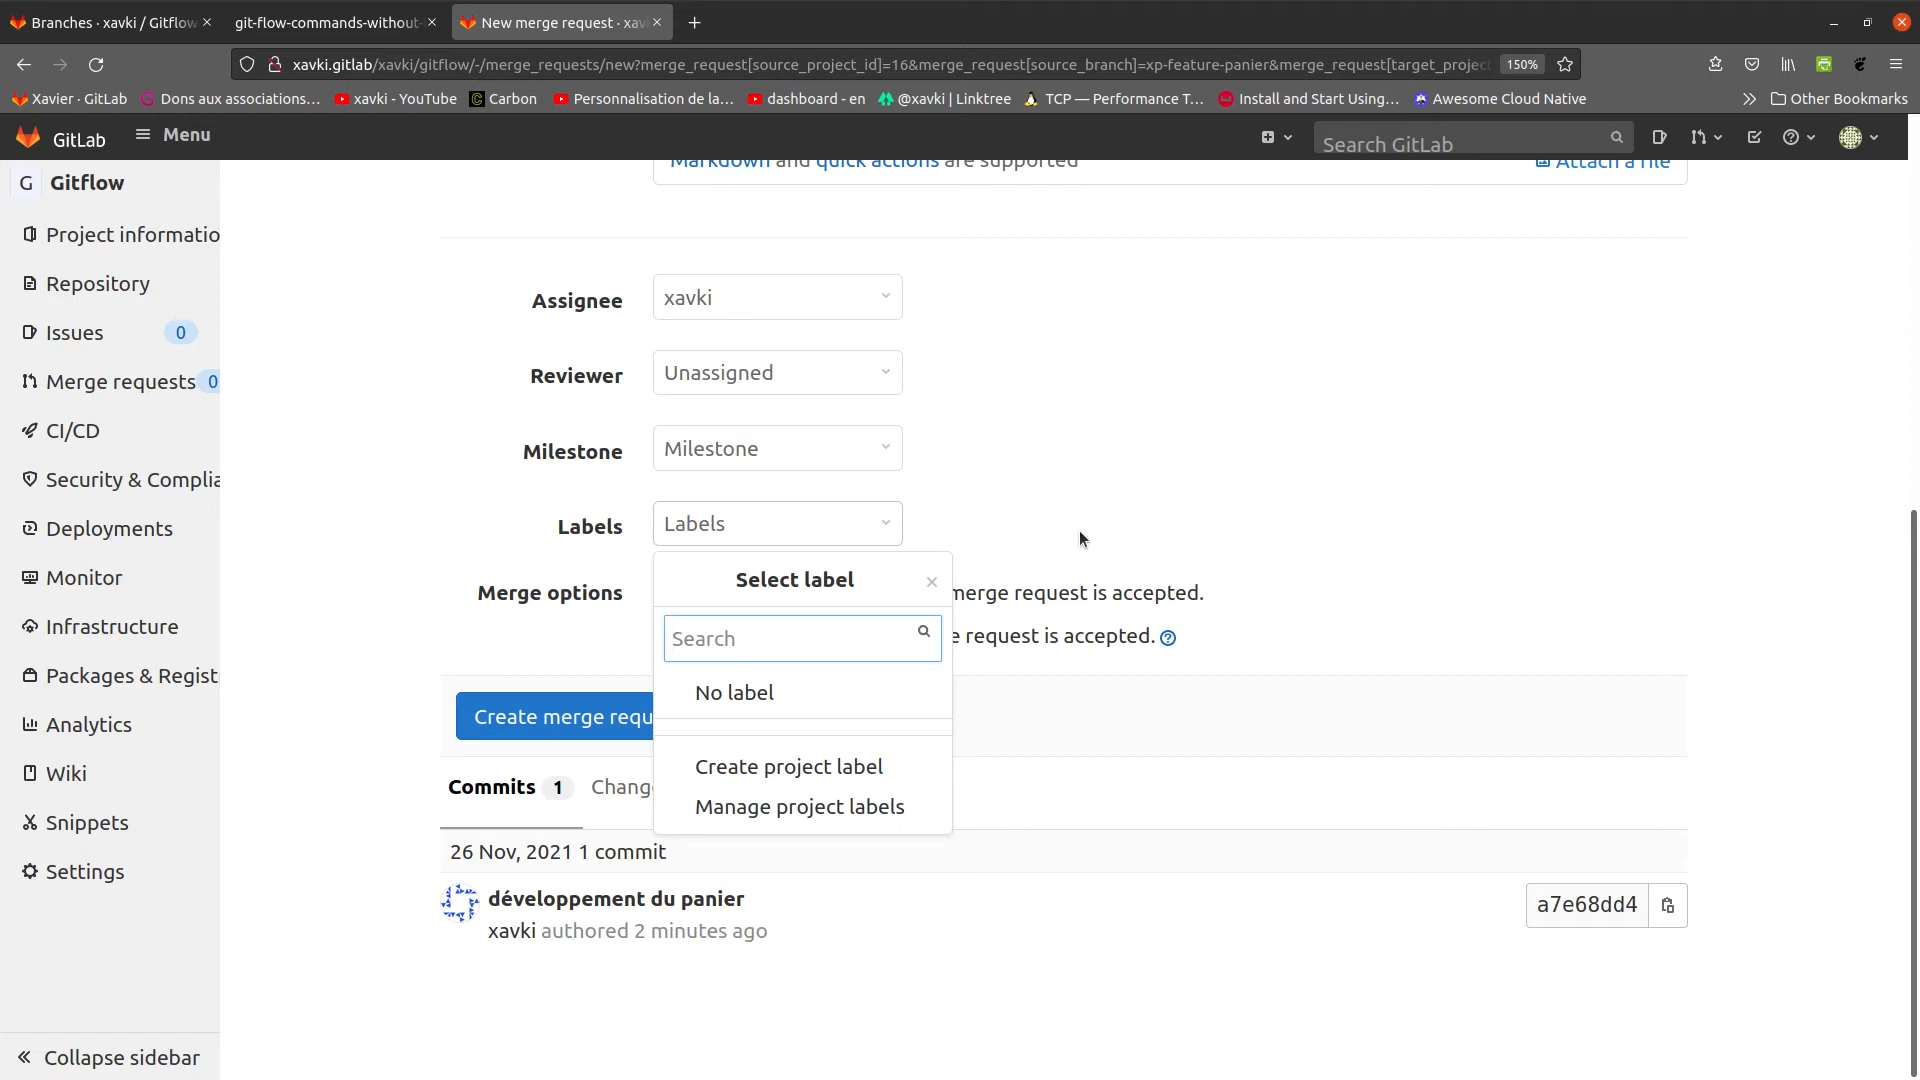 Branches · xavki / Gitflow
git-flow-commands-without-
New merge request · xavki
xavki.gitlab/xavki/gitflow/-/merge_requests/new?merge_request[source_project_id]=16&merge_request[source_branch]=xp-feature-panier&merge_request[target_project
150%
Xavier · GitLab
Dons aux associations…
xavki - YouTube
Carbon
Personnalisation de la…
dashboard - en
@xavki | Linktree
TCP — Performance T…
Install and Start Using…
Awesome Cloud Native
Other Bookmarks
GitLab
Menu
Search GitLab
G Gitflow
Project informatio
Repository
Issues 0
Merge requests 0
CI/CD
Security & Complia
Deployments
Monitor
Infrastructure
Packages & Regist
Analytics
Wiki
Snippets
Settings
Collapse sidebar
Markdown and quick actions are supported
Attach a file
Assignee xavki
Reviewer Unassigned
Milestone Milestone
Labels Labels
Select label
Search
No label
Create project label
Manage project labels
Merge options
merge request is accepted.
e request is accepted.
Create merge requ
Commits 1
Chang
26 Nov, 2021 1 commit
développement du panier
xavki authored 2 minutes ago
a7e68dd4